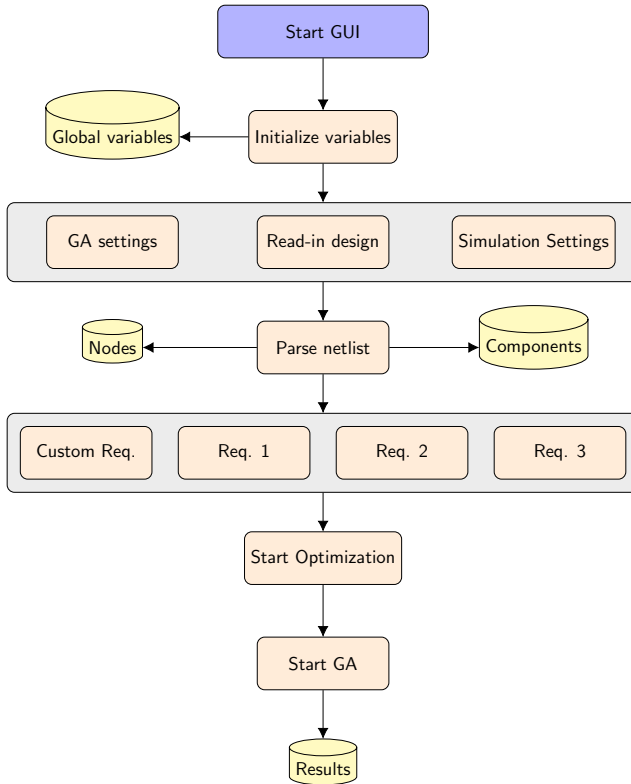 Start GUI
Global variables
Initialize variables
GA settings
Read-in design
Simulation Settings
Nodes
Parse netlist
Components
Custom Req.
Req. 1
Req. 2
Req. 3
Start Optimization
Start GA
Results